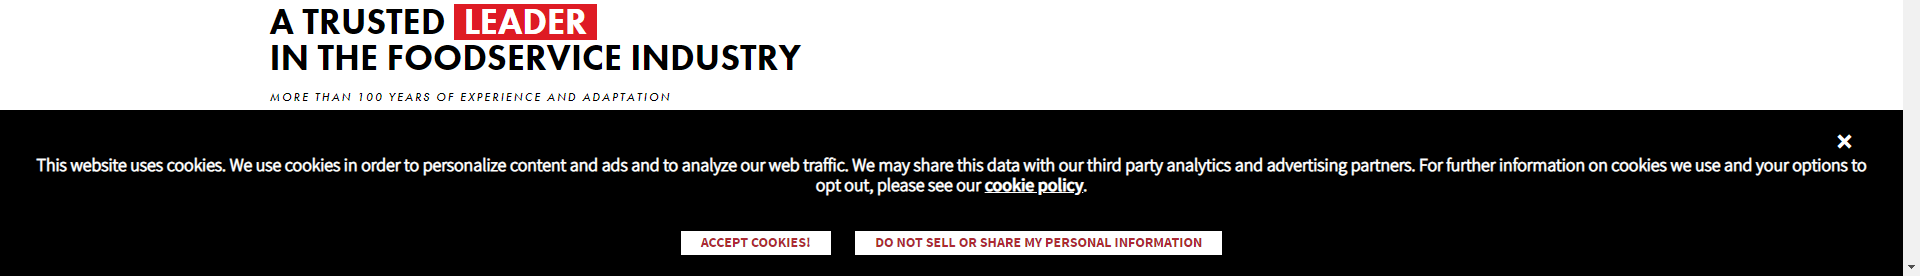 A TRUSTED LEADER
IN THE FOODSERVICE INDUSTRY
MORE THAN 100 YEARS OF EXPERIENCE AND ADAPTATION
×
This website uses cookies. We use cookies in order to personalize content and ads and to analyze our web traffic. We may share this data with our third party analytics and advertising partners. For further information on cookies we use and your options to
opt out, please see our cookie policy.
ACCEPT COOKIES! DO NOT SELL OR SHARE MY PERSONAL INFORMATION